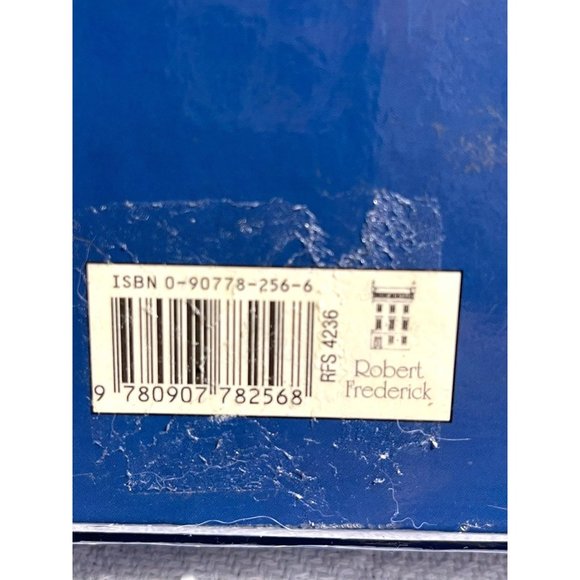 ISBN 0-90778-256-6
9 780907 782568
RFS 4236
Robert
Frederick